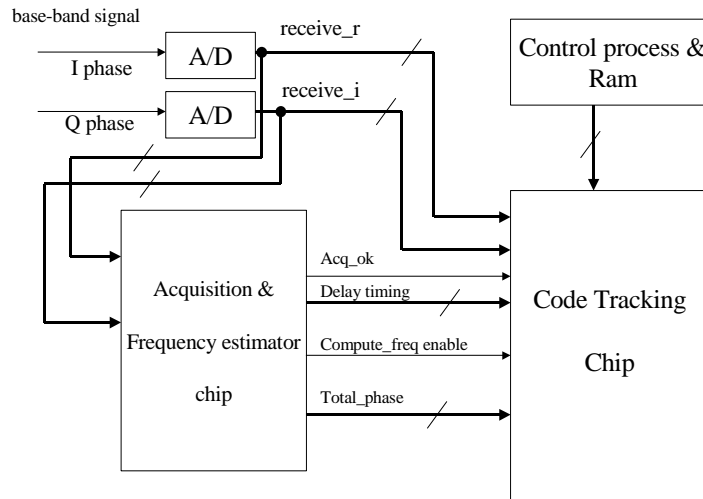 base-band signal
I phase
A/D
receive_r
Q phase
A/D
receive_i
Control process &
Ram
Acquisition &
Frequency estimator
chip
Acq_ok
Delay timing
Compute_freq enable
Total_phase
Code Tracking
Chip